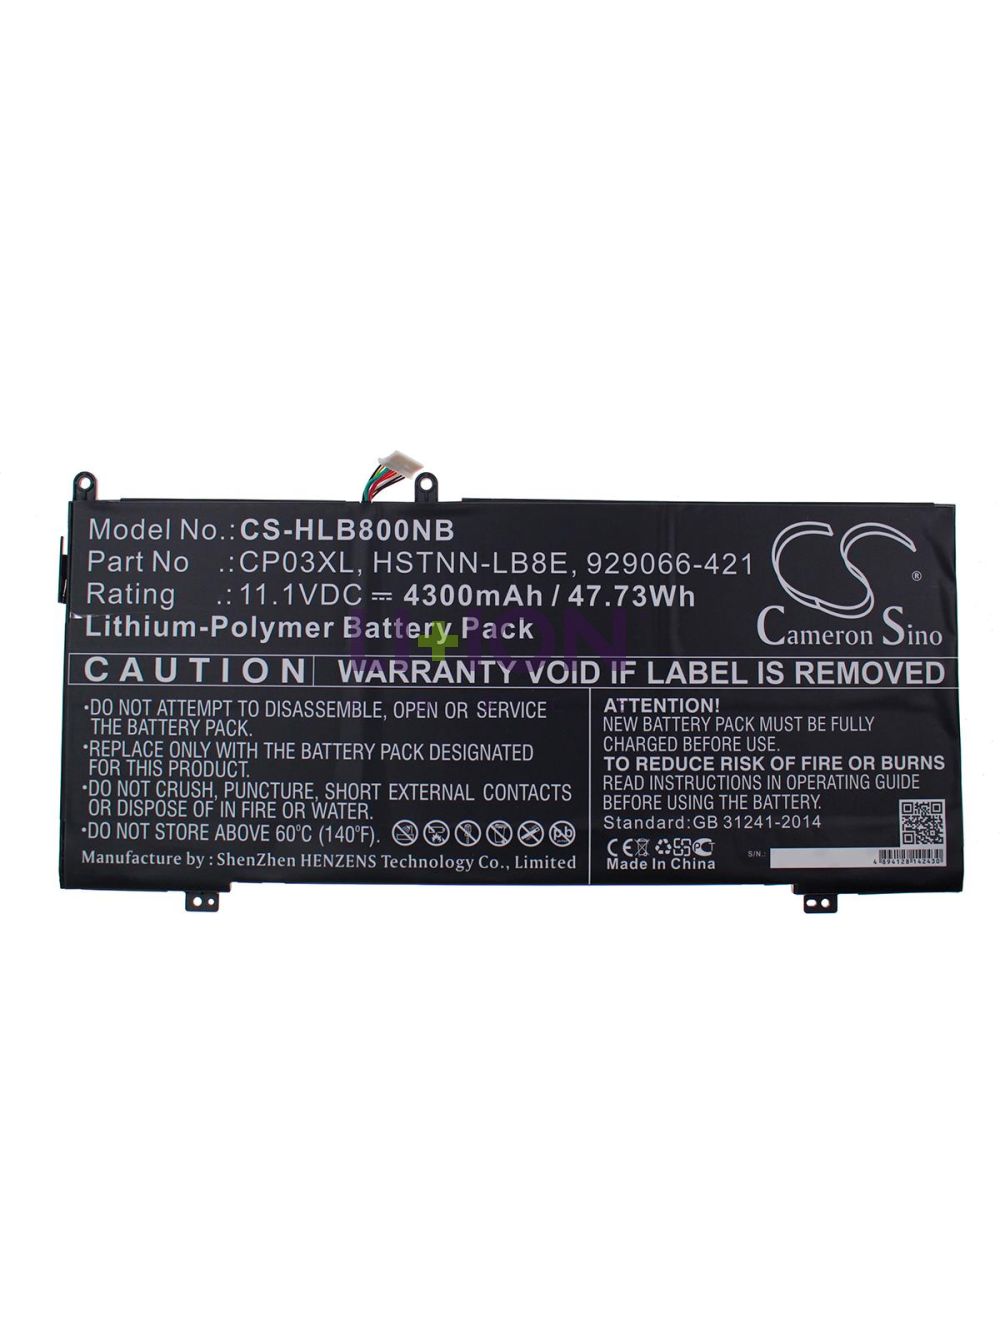 Model No.: CS-HLB800NB
Part No .: CP03XL, HSTNN-LB8E, 929066-421
Rating .: 11.1VDC ⎓ 4300mAh / 47.73Wh
Lithium-Polymer Battery Pack
LI+ION
Cameron Sino
®
CAUTION
WARRANTY VOID IF LABEL IS REMOVED
•DO NOT ATTEMPT TO DISASSEMBLE, OPEN OR SERVICE
THE BATTERY PACK.
•REPLACE ONLY WITH THE BATTERY PACK DESIGNATED
FOR THIS PRODUCT.
•DO NOT CRUSH, PUNCTURE, SHORT EXTERNAL CONTACTS
OR DISPOSE OF IN FIRE OR WATER.
•DO NOT STORE ABOVE 60°C (140°F).
Pb
Manufacture by : ShenZhen HENZENS Technology Co., Limited
ATTENTION!
NEW BATTERY PACK MUST BE FULLY
CHARGED BEFORE USE.
TO REDUCE RISK OF FIRE OR BURNS
READ INSTRUCTIONS IN OPERATING GUIDE
BEFORE USING THE BATTERY.
Standard:GB 31241-2014
CE
Made In China
S/N.:
4894128142430